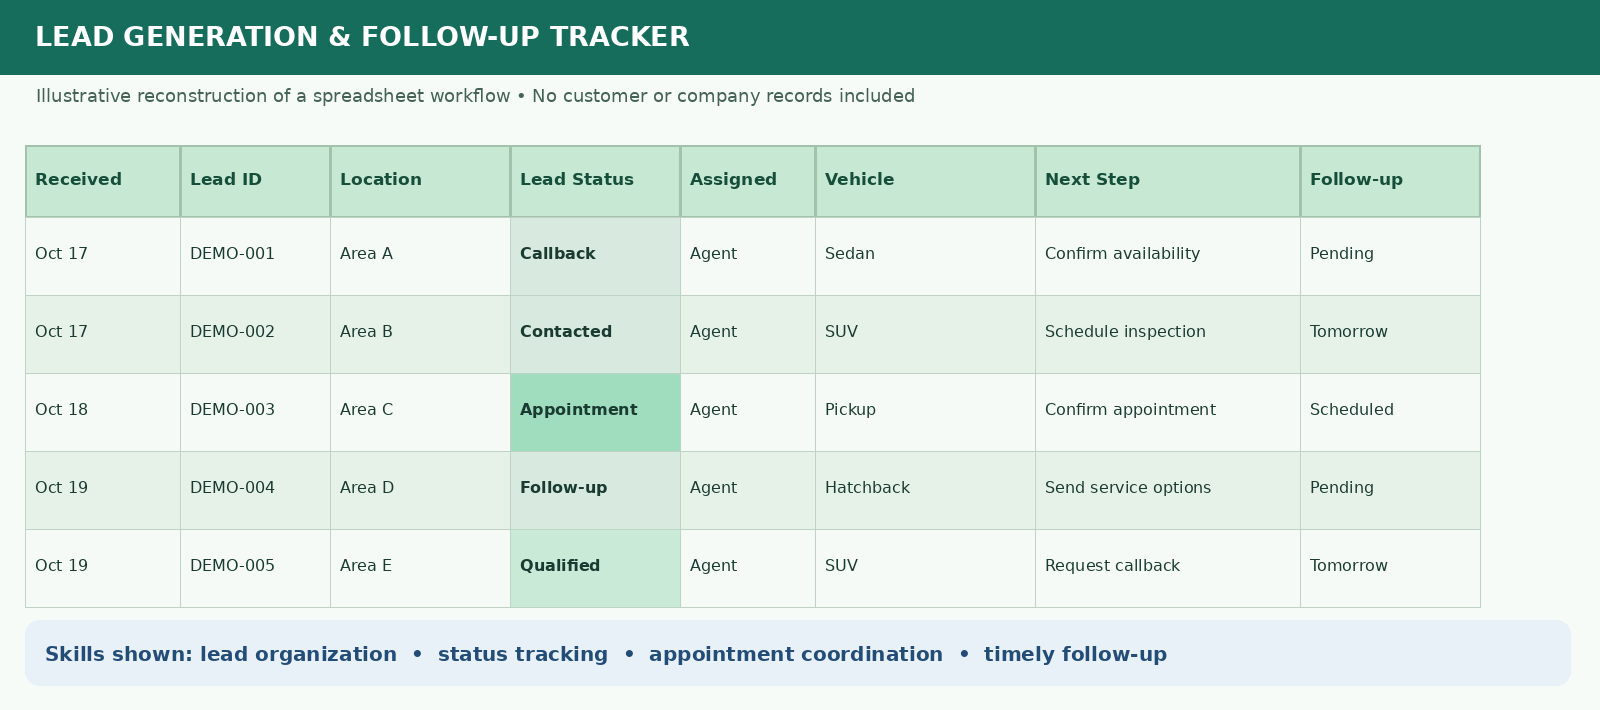 LEAD GENERATION & FOLLOW-UP TRACKER
Illustrative reconstruction of a spreadsheet workflow • No customer or company records included
Received Lead ID Location Lead Status Assigned Vehicle Next Step Follow-up
Oct 17 DEMO-001 Area A Callback Agent Sedan Confirm availability Pending
Oct 17 DEMO-002 Area B Contacted Agent SUV Schedule inspection Tomorrow
Oct 18 DEMO-003 Area C Appointment Agent Pickup Confirm appointment Scheduled
Oct 19 DEMO-004 Area D Follow-up Agent Hatchback Send service options Pending
Oct 19 DEMO-005 Area E Qualified Agent SUV Request callback Tomorrow
Skills shown: lead organization • status tracking • appointment coordination • timely follow-up